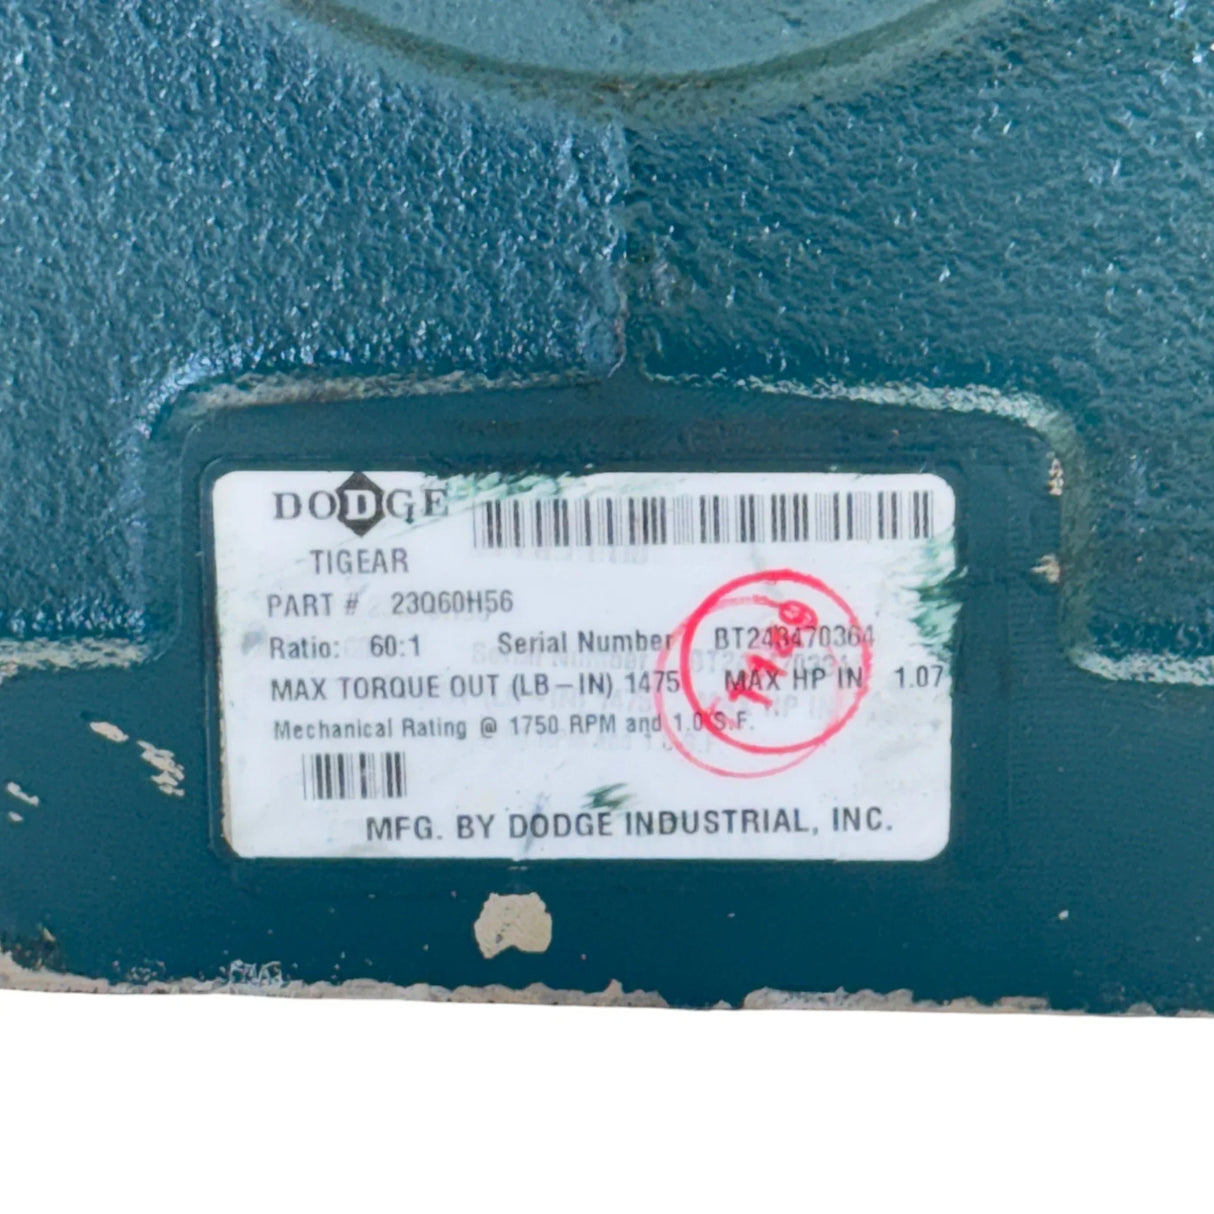 DODGE
TIGEAR
PART # 23Q60H56
Ratio: 60:1 Serial Number BT243470364
MAX TORQUE OUT (LB-IN) 1475 MAX HP IN 1.07
Mechanical Rating @ 1750 RPM and 1.0 S.F.
MFG. BY DODGE INDUSTRIAL, INC.